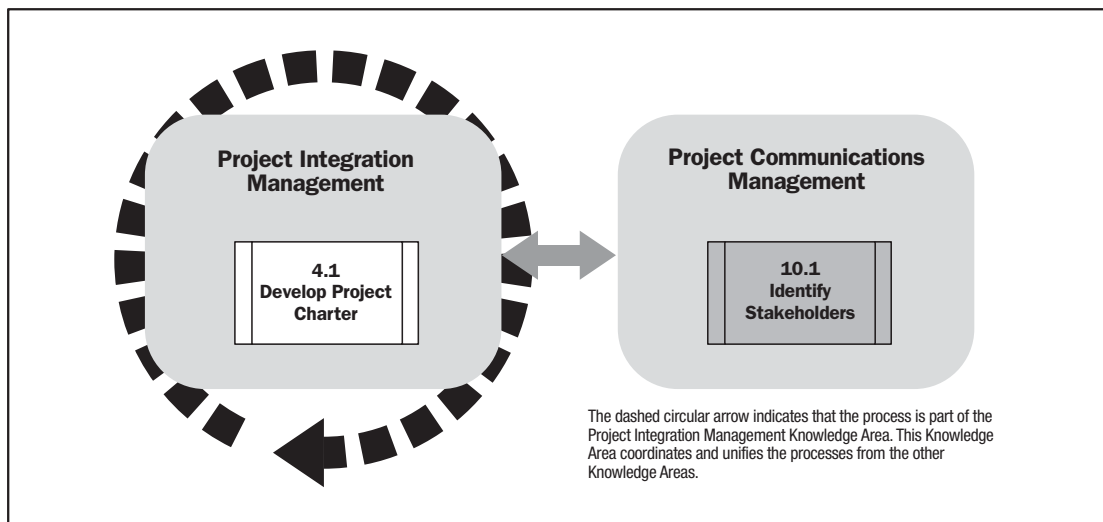 Project Integration
Management
4.1
Develop Project
Charter
Project Communications
Management
10.1
Identify
Stakeholders
The dashed circular arrow indicates that the process is part of the
Project Integration Management Knowledge Area. This Knowledge
Area coordinates and unifies the processes from the other
Knowledge Areas.